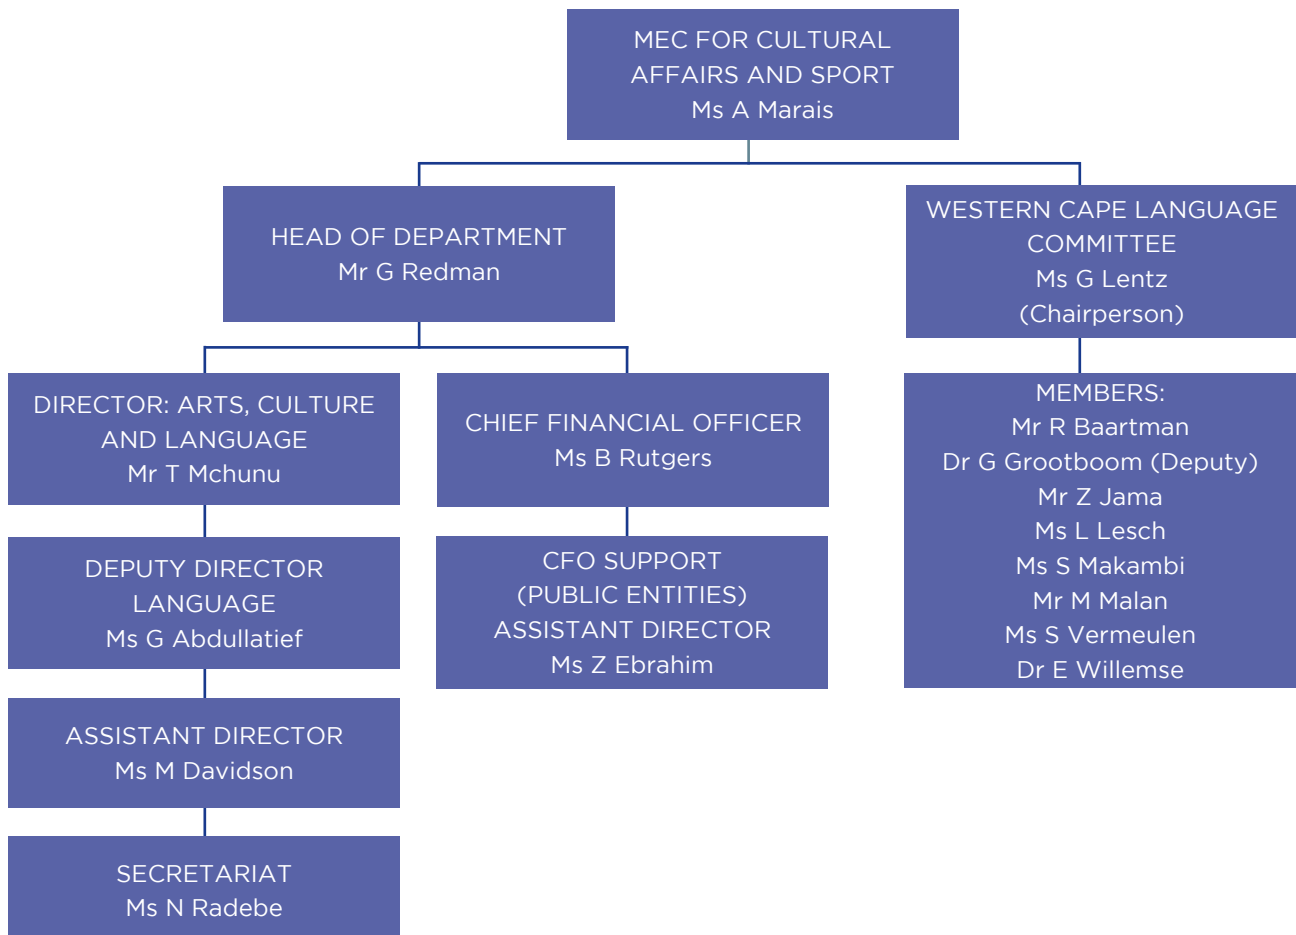 MEC FOR CULTURAL
AFFAIRS AND SPORT
Ms A Marais
HEAD OF DEPARTMENT
Mr G Redman
WESTERN CAPE LANGUAGE
COMMITTEE
Ms G Lentz
(Chairperson)
DIRECTOR: ARTS, CULTURE
AND LANGUAGE
Mr T Mchunu
CHIEF FINANCIAL OFFICER
Ms B Rutgers
MEMBERS:
Mr R Baartman
Dr G Grootboom (Deputy)
Mr Z Jama
Ms L Lesch
Ms S Makambi
Mr M Malan
Ms S Vermeulen
Dr E Willemse
DEPUTY DIRECTOR
LANGUAGE
Ms G Abdullatief
CFO SUPPORT
(PUBLIC ENTITIES)
ASSISTANT DIRECTOR
Ms Z Ebrahim
ASSISTANT DIRECTOR
Ms M Davidson
SECRETARIAT
Ms N Radebe